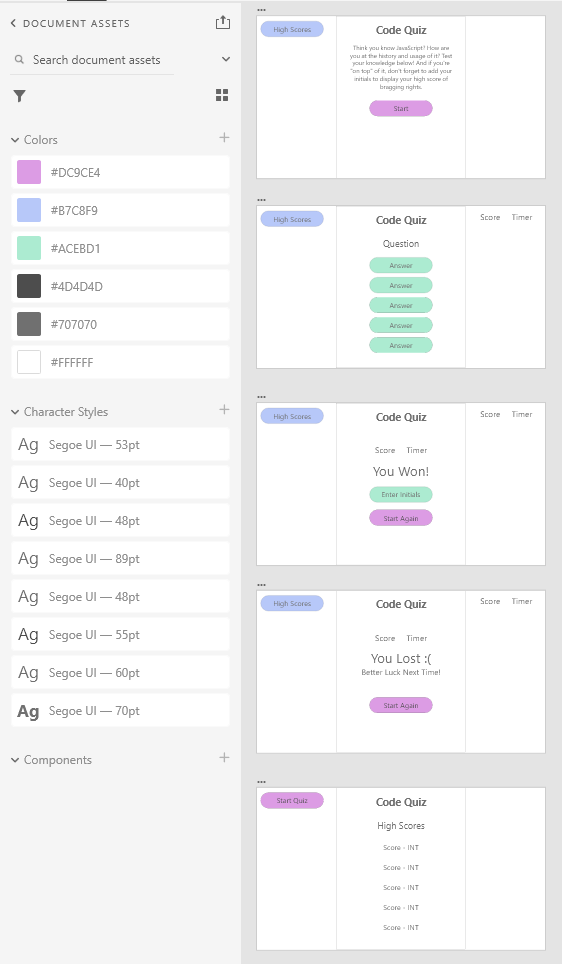 DOCUMENT ASSETS
Search document assets
Colors
#DC9CE4
#B7C8F9
#ACEBD1
#4D4D4D
#707070
#FFFFFF
Character Styles
Ag Segoe UI — 53pt
Ag Segoe UI — 40pt
Ag Segoe UI — 48pt
Ag Segoe UI — 89pt
Ag Segoe UI — 48pt
Ag Segoe UI — 55pt
Ag Segoe UI — 60pt
Ag Segoe UI — 70pt
Components
High Scores
Code Quiz
Think you know JavaScript? How are
you at the history and usage of it? Test
your knowledge below! And if you're
"on top" of it, don't forget to add your
initials to display your high score of
bragging rights.
Start
High Scores
Code Quiz
Score Timer
Question
Answer
Answer
Answer
Answer
Answer
High Scores
Code Quiz
Score Timer
Score Timer
You Won!
Enter Initials
Start Again
High Scores
Code Quiz
Score Timer
Score Timer
You Lost :(
Better Luck Next Time!
Start Again
Start Quiz
Code Quiz
High Scores
Score - INT
Score - INT
Score - INT
Score - INT
Score - INT